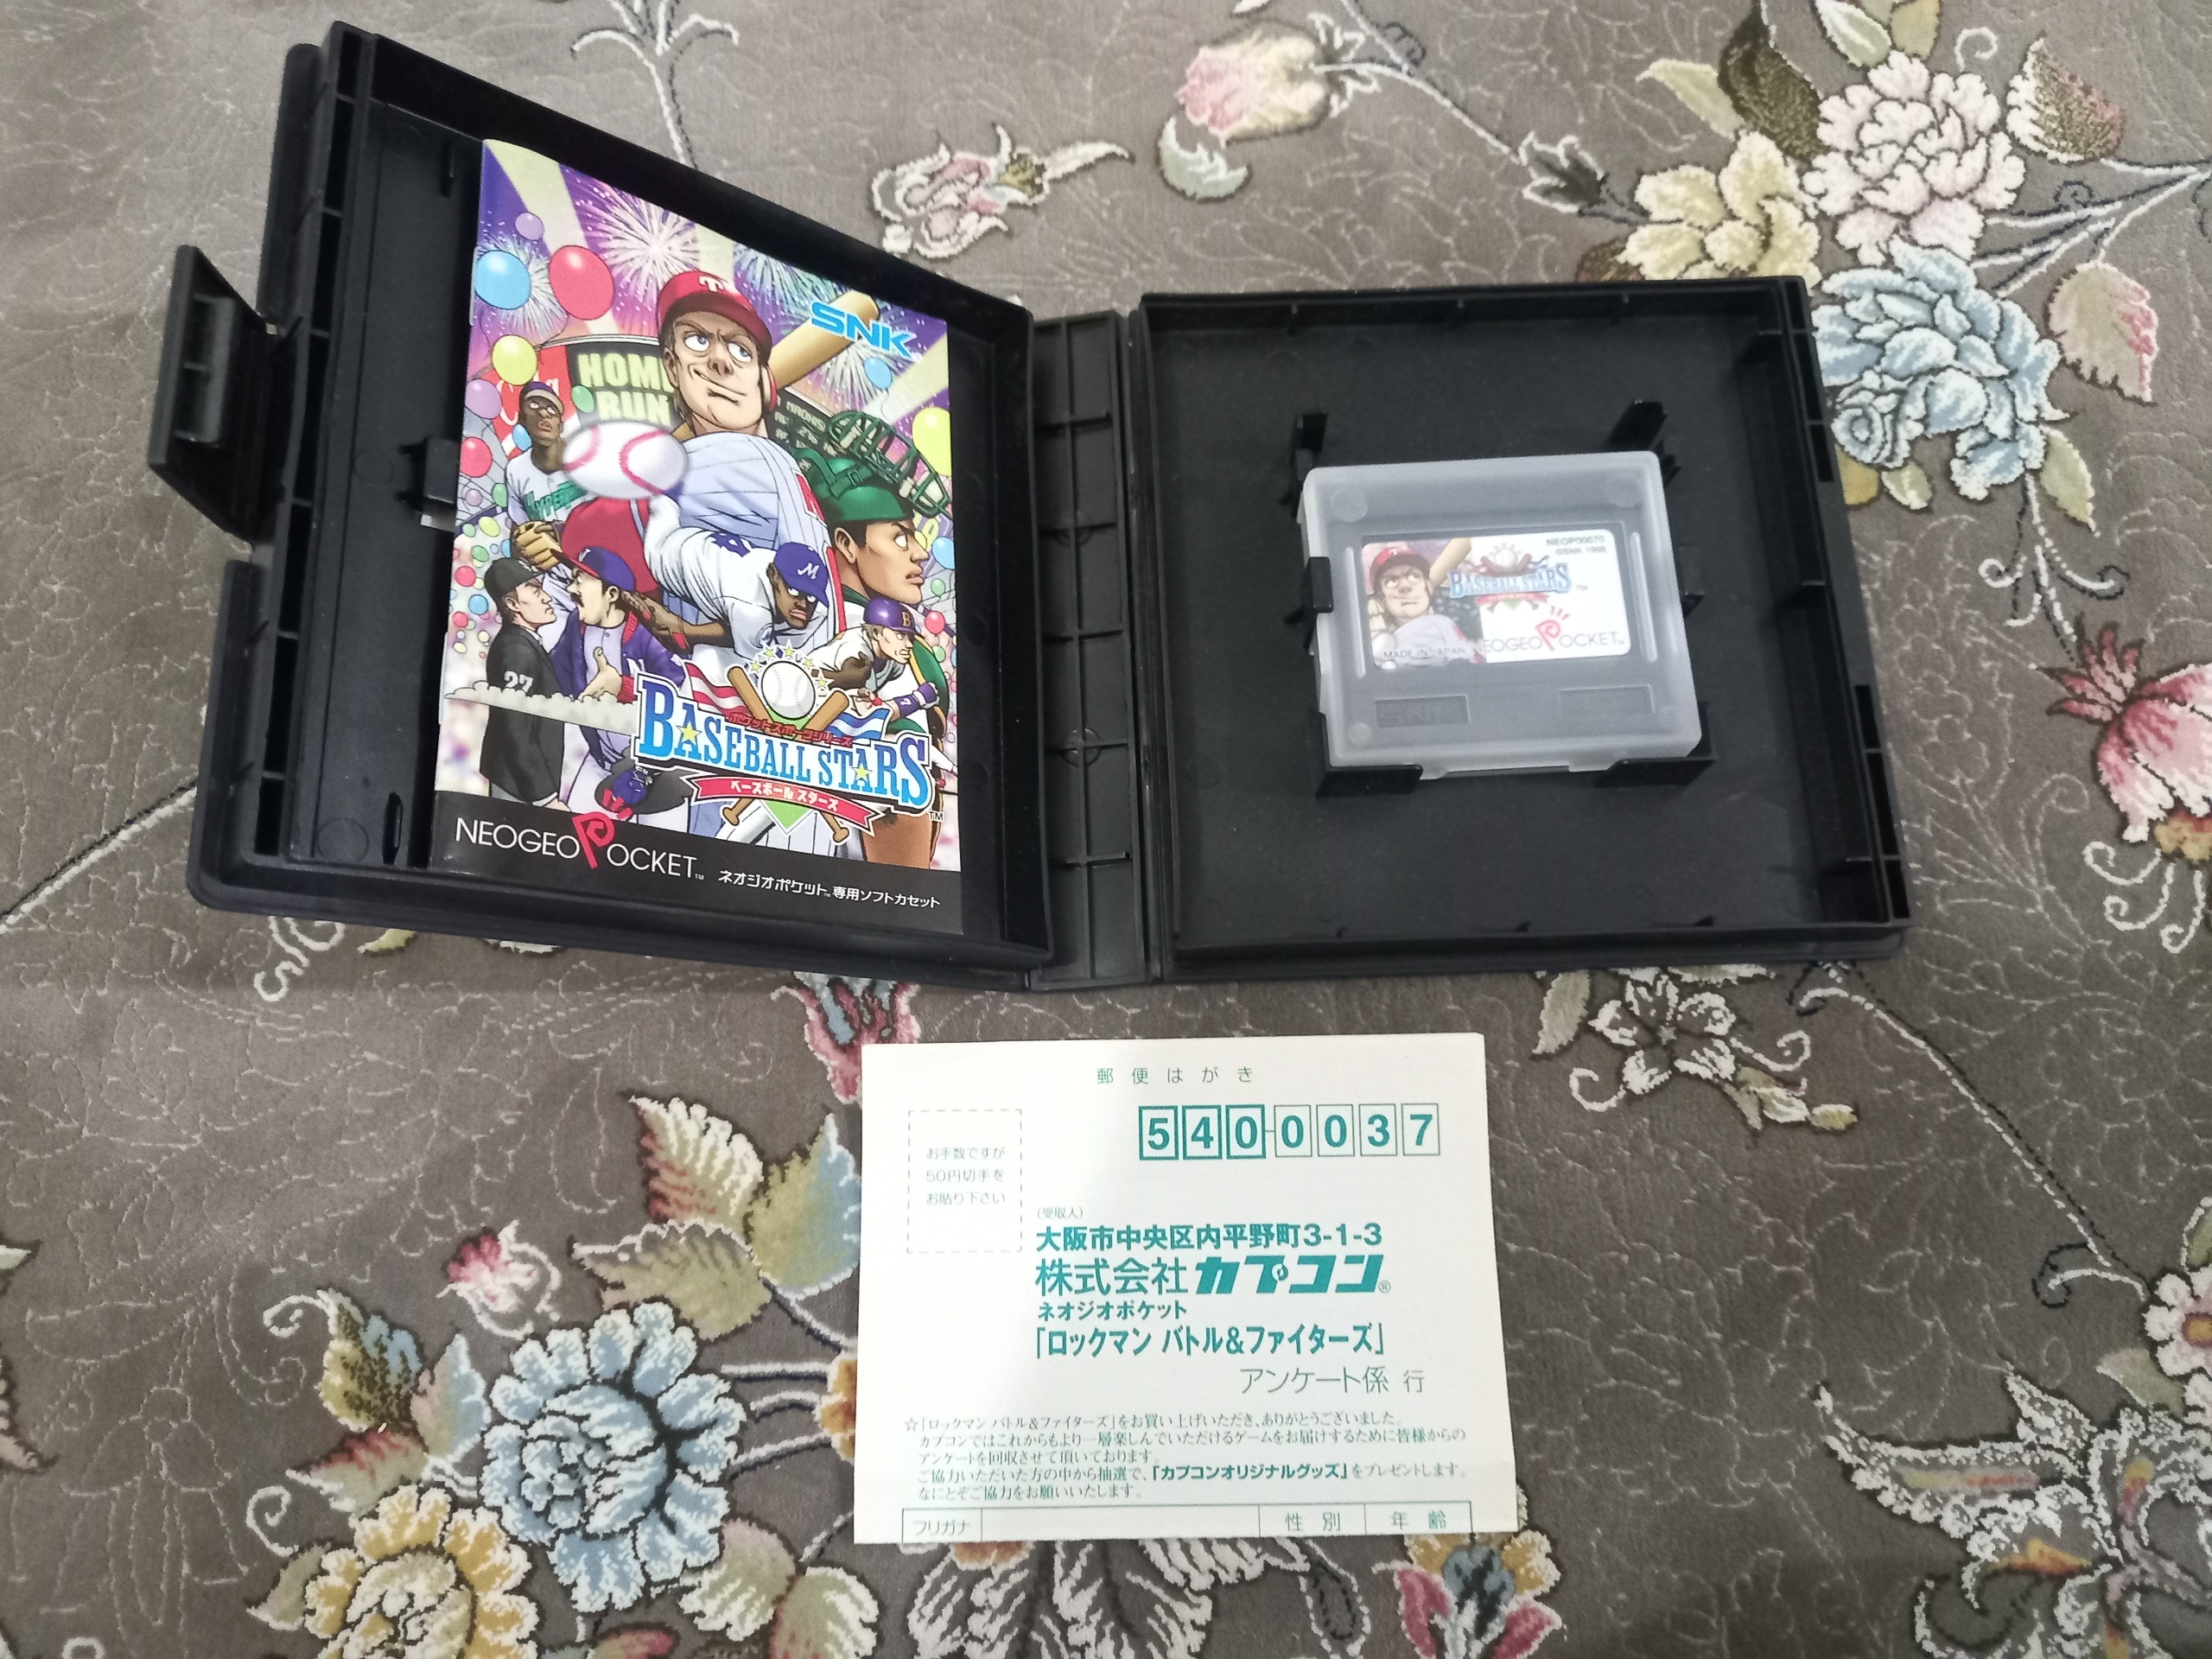 SNK
HOME
RUN
M
B
27
ポケットスポーツシリーズ
BASEBALL STARS
ベースボールスターズ
TM
NEOGEO POCKET TM
ネオジオポケット 専用ソフトカセット
NEOP00070
©SNK 1998
BASEBALL STARS TM
MADE IN JAPAN
NEOGEO POCKET TM
郵便はがき
540-0037
お手数ですが
50円切手を
お貼り下さい
(受取人)
大阪市中央区内平野町3-1-3
株式会社カプコン®
ネオジオポケット
「ロックマン バトル&ファイターズ」
アンケート係 行
☆「ロックマン バトル&ファイターズ」をお買い上げいただき、ありがとうございました。
カプコンではこれからもより一層楽しんでいただけるゲームをお届けするために皆様からの
アンケートを回収させて頂いております。
ご協力いただいた方の中から抽選で、「カプコンオリジナルグッズ」をプレゼントします。
なにとぞご協力をお願いいたします。
フリガナ 性別 年齢